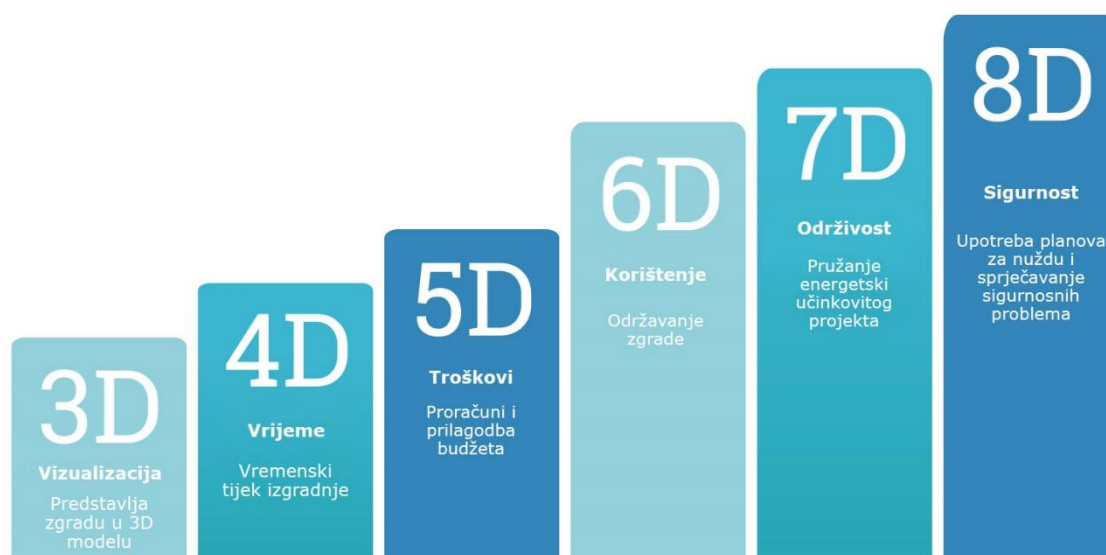 3D
Vizualizacija
Predstavlja
zgradu u 3D
modelu
4D
Vrijeme
Vremenski
tijek izgradnje
5D
Troškovi
Proračuni i
prilagodba
budžeta
6D
Korištenje
Održavanje
zgrade
7D
Održivost
Pružanje
energetski
učinkovitog
projekta
8D
Sigurnost
Upotreba planova
za nuždu i
sprječavanje
sigurnosnih
problema